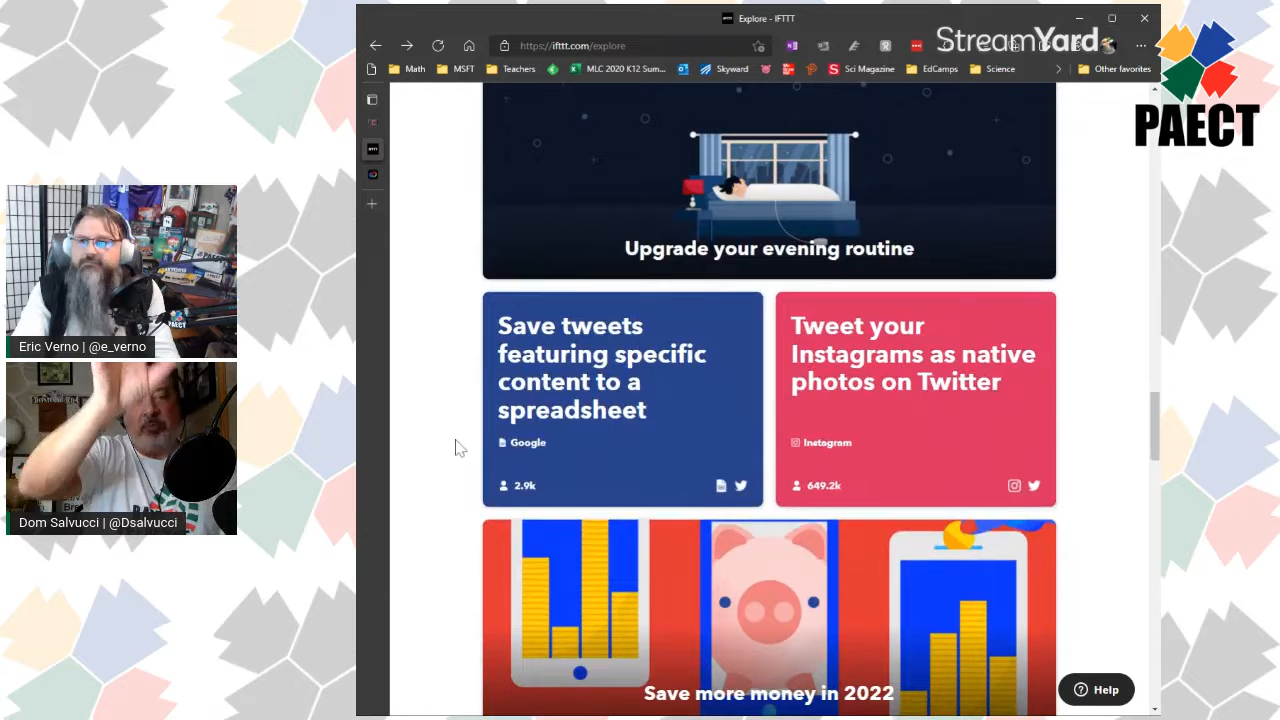 Explore - IFTTT
https://ifttt.com/explore
StreamYard
Math
MSFT
Teachers
MLC 2020 K12 Sum...
Skyward
Sci Magazine
EdCamps
Science
Other favorites
PAECT
Upgrade your evening routine
Save tweets
featuring specific
content to a
spreadsheet
Google
2.9k
Tweet your
Instagrams as native
photos on Twitter
Instagram
649.2k
Save more money in 2022
Help
PAECT
Eric Verno | @e_verno
Dom Salvucci | @Dsalvucci